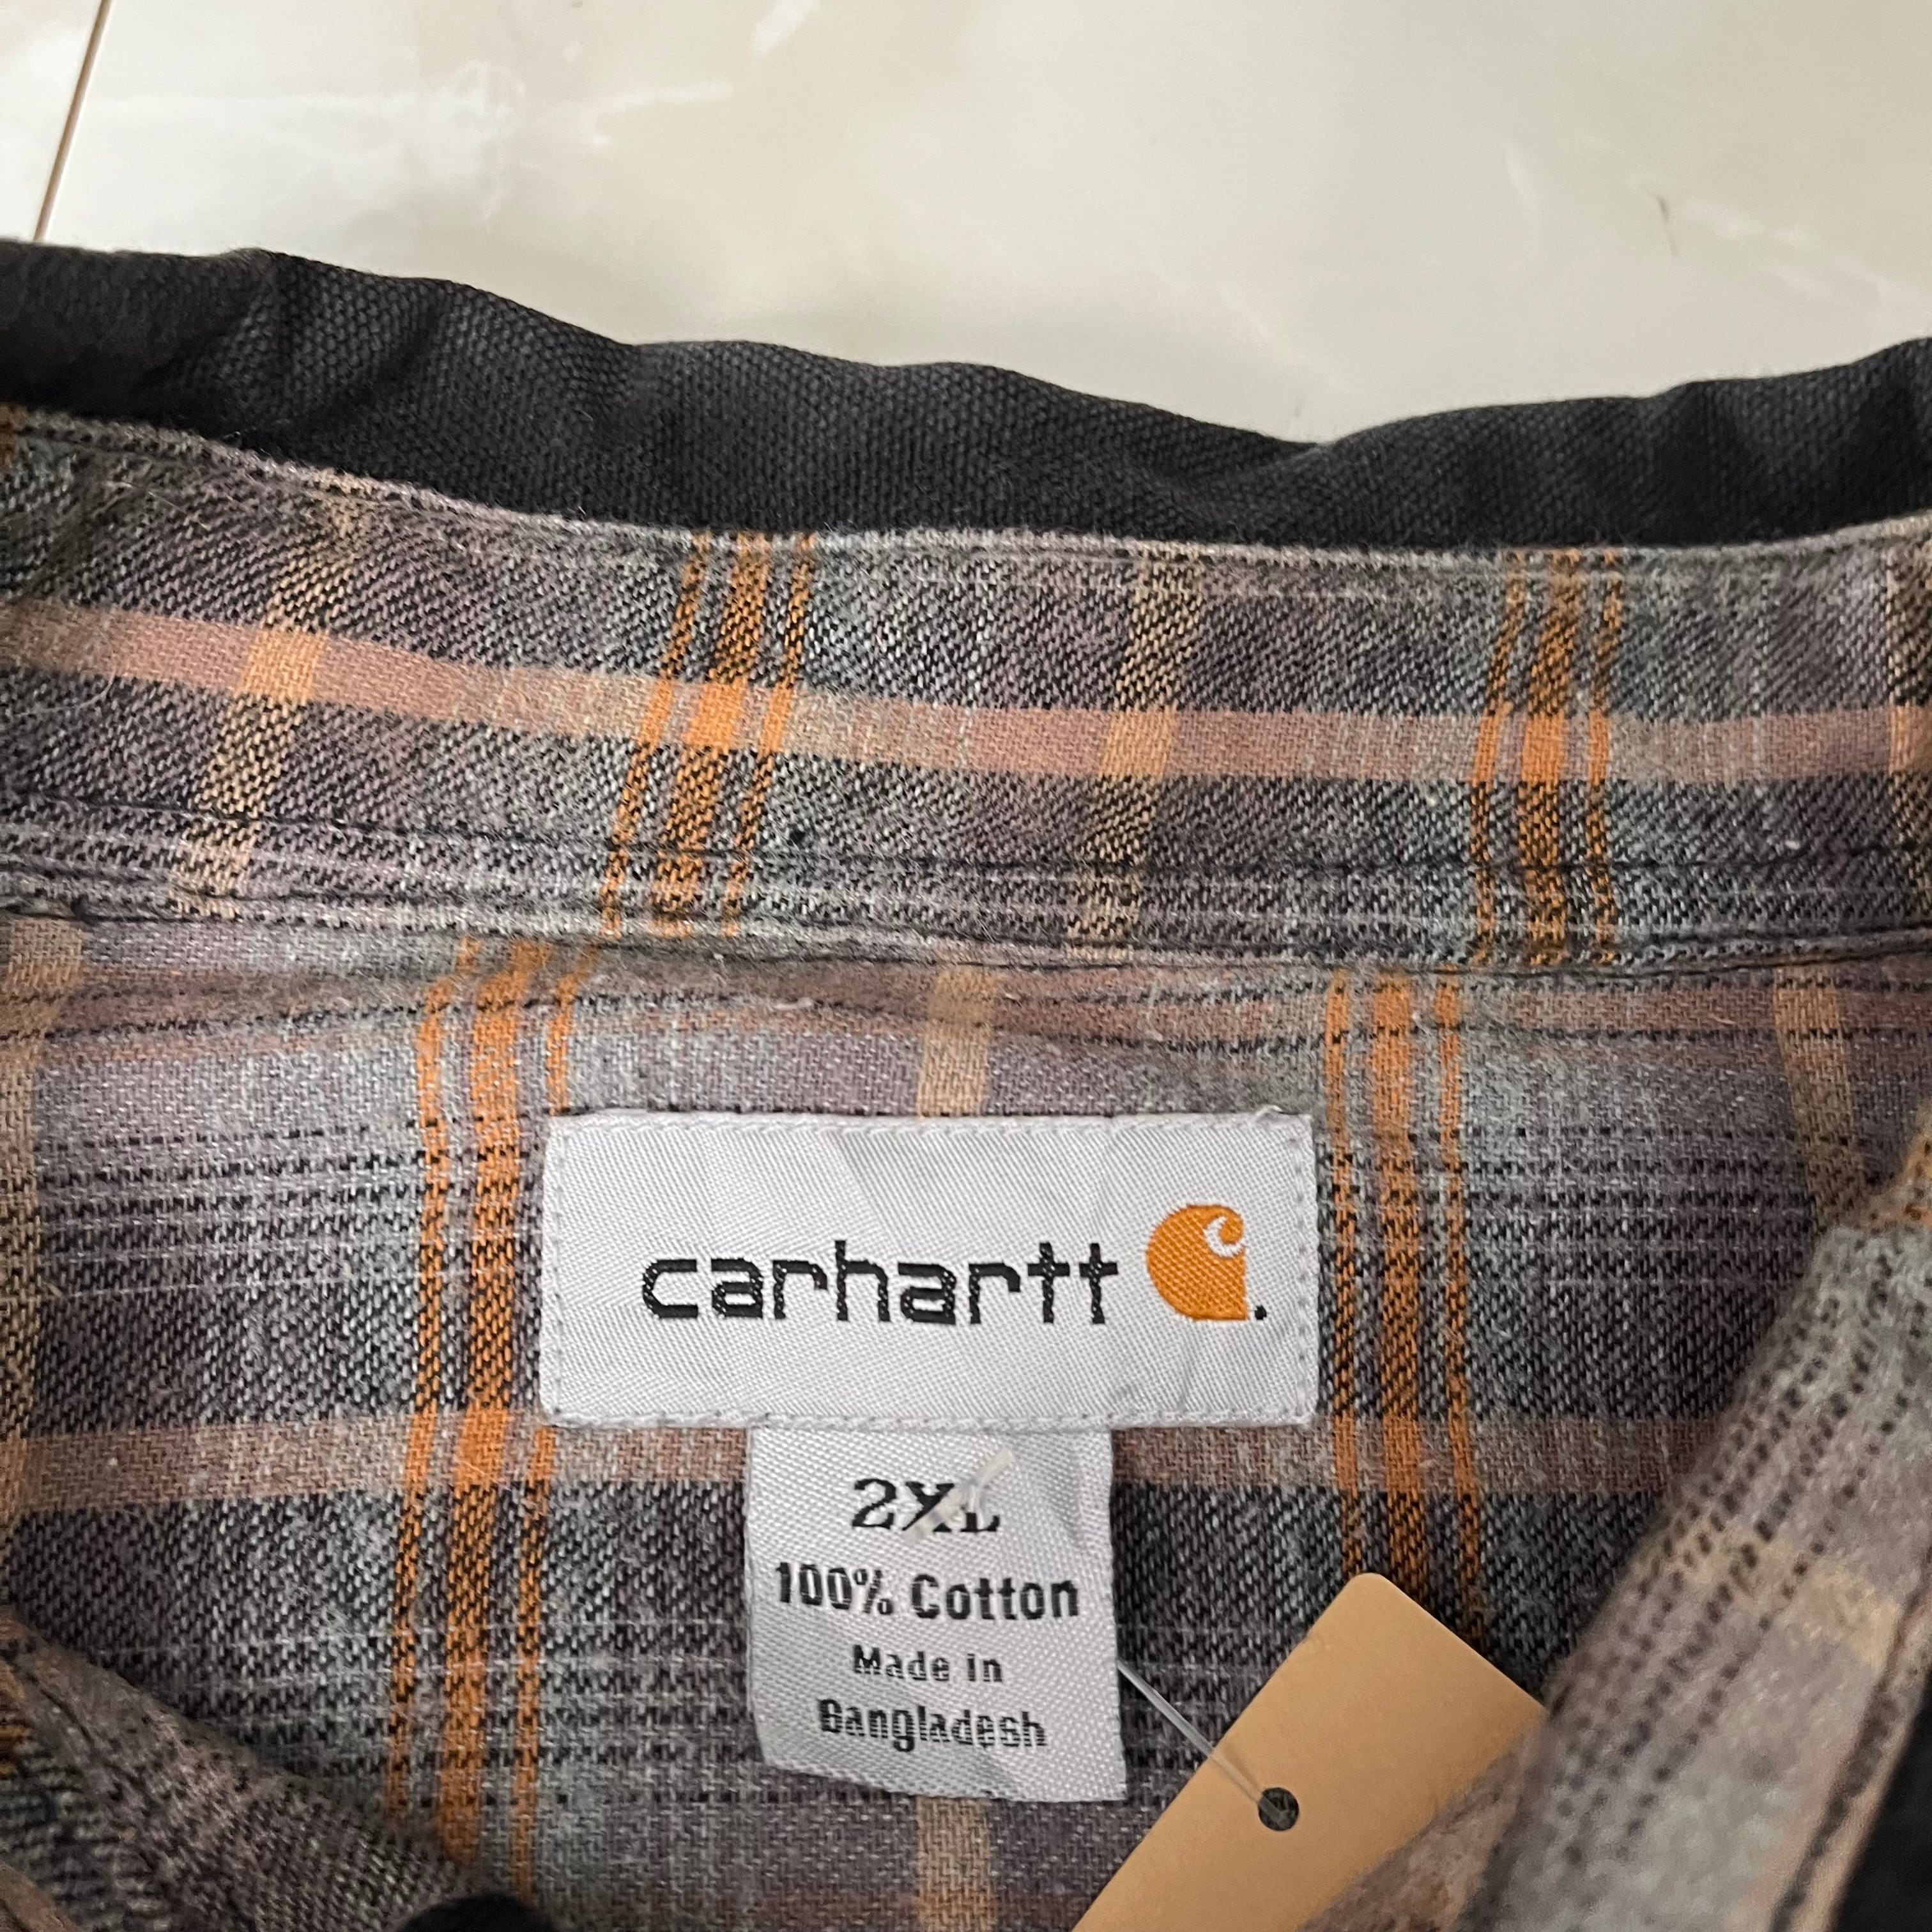 carhartt
2XL
100% Cotton
Made in
Bangladesh